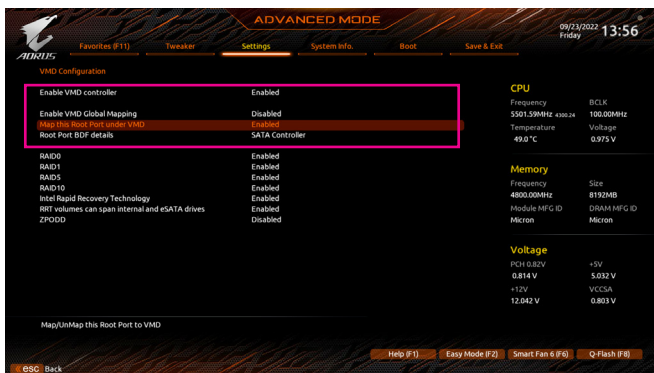 ADVANCED MODE
09/23/2022 Friday 13:56
AORUS
Favorites (F11) Tweaker Settings System Info. Boot Save & Exit
VMD Configuration
Enable VMD controller Enabled
Enable VMD Global Mapping Disabled
Map this Root Port under VMD Enabled
Root Port BDF details SATA Controller
RAID0 Enabled
RAID1 Enabled
RAID5 Enabled
RAID10 Enabled
Intel Rapid Recovery Technology Enabled
RRT volumes can span internal and eSATA drives Enabled
ZPODD Disabled
CPU
Frequency BCLK
5501.59MHz 4300.24 100.00MHz
Temperature Voltage
49.0 °C 0.975 V
Memory
Frequency Size
4800.00MHz 8192MB
Module MFG ID DRAM MFG ID
Micron Micron
Voltage
PCH 0.82V +5V
0.814 V 5.032 V
+12V VCCSA
12.042 V 0.803 V
Map/UnMap this Root Port to VMD
Help (F1) Easy Mode (F2) Smart Fan 6 (F6) Q-Flash (F8)
esc Back